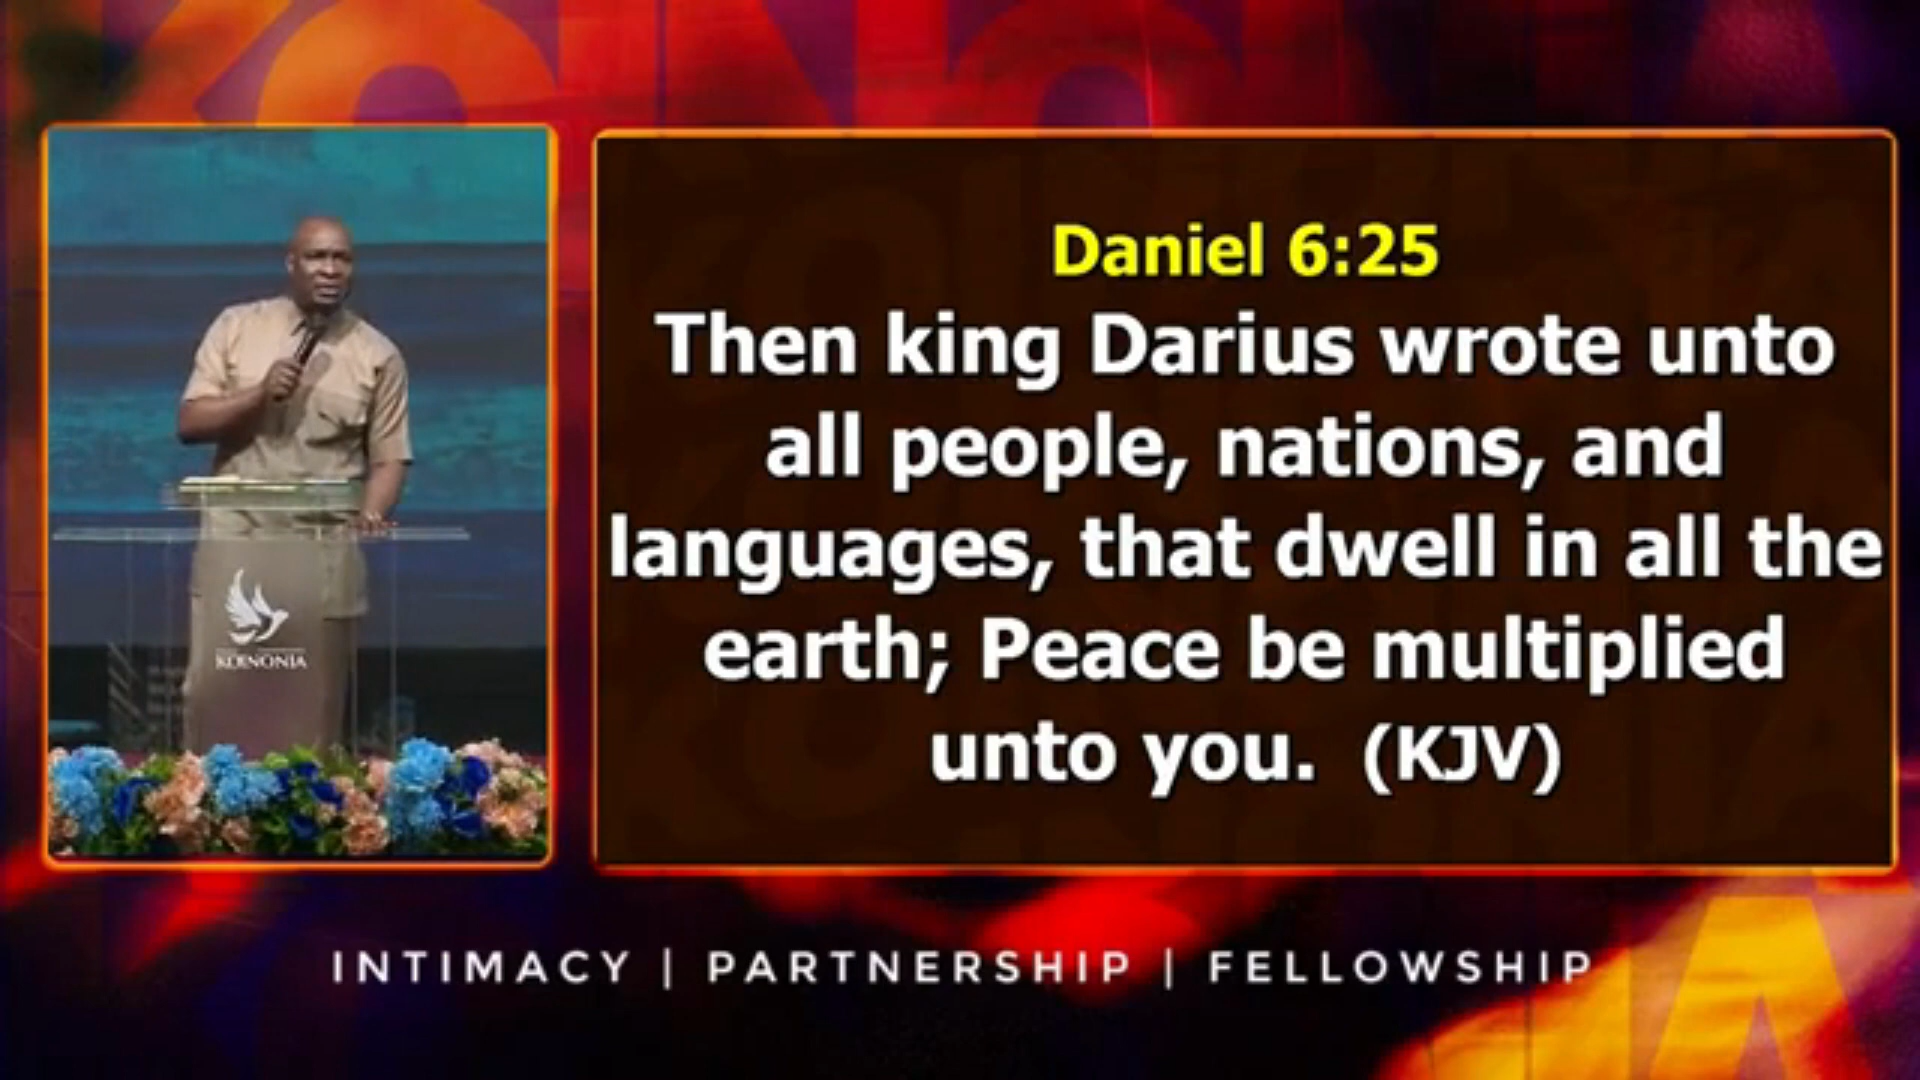 Daniel 6:25
Then king Darius wrote unto
all people, nations, and
languages, that dwell in all the
earth; Peace be multiplied
unto you. (KJV)
KOINONIA
INTIMACY | PARTNERSHIP | FELLOWSHIP